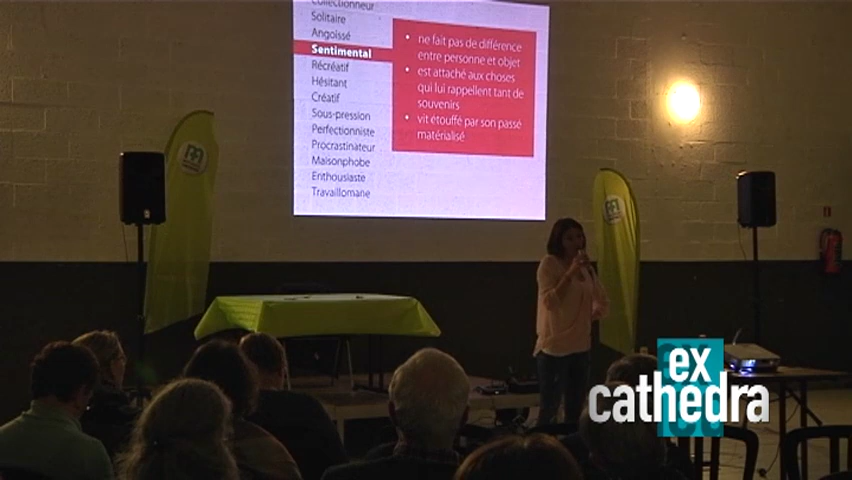 Collectionneur
Solitaire
Angoissé
Sentimental
Récréatif
Hésitant
Créatif
Sous-pression
Perfectionniste
Procrastinateur
Maisonphobe
Enthousiaste
Travaillomane
• ne fait pas de différence
entre personne et objet
• est attaché aux choses
qui lui rappellent tant de
souvenirs
• vit étouffé par son passé
matérialisé
ex
cathedra